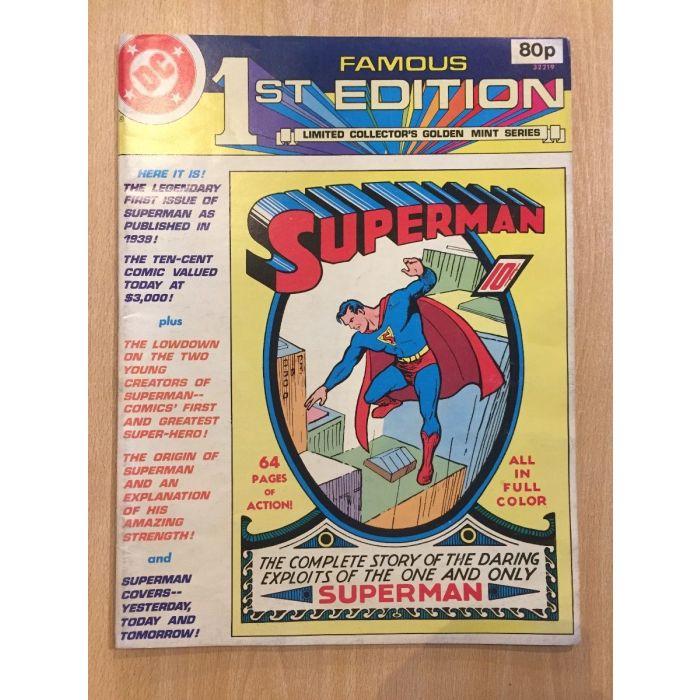 DC
FAMOUS
80p
32219
1ST EDITION
LIMITED COLLECTOR'S GOLDEN MINT SERIES
HERE IT IS!
THE LEGENDARY
FIRST ISSUE OF
SUPERMAN AS
PUBLISHED IN
1939!
THE TEN-CENT
COMIC VALUED
TODAY AT
$3,000!
plus
THE LOWDOWN
ON THE TWO
YOUNG
CREATORS OF
SUPERMAN--
COMICS' FIRST
AND GREATEST
SUPER-HERO!
THE ORIGIN OF
SUPERMAN
AND AN
EXPLANATION
OF HIS
AMAZING
STRENGTH!
and
SUPERMAN
COVERS--
YESTERDAY,
TODAY AND
TOMORROW!
SUPERMAN
10¢
S
64
PAGES
OF
ACTION!
ALL
IN
FULL
COLOR
THE COMPLETE STORY OF THE DARING
EXPLOITS OF THE ONE AND ONLY
SUPERMAN